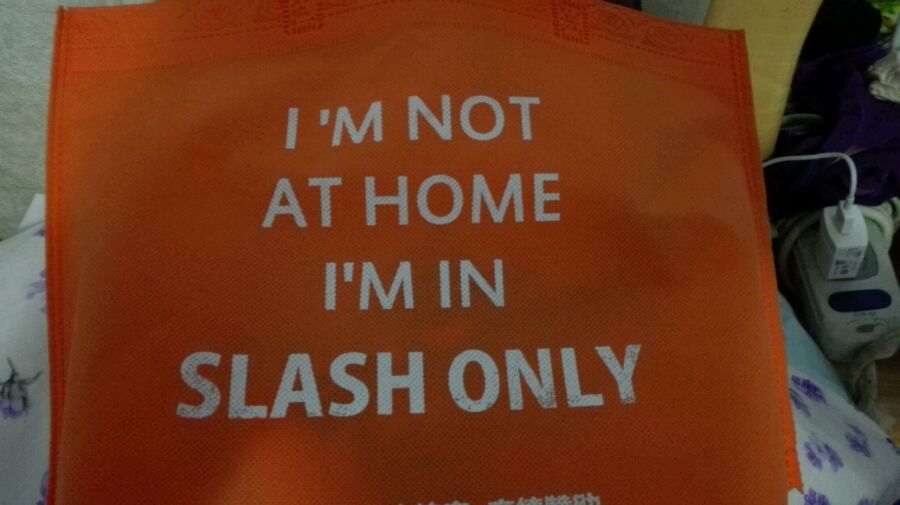 I 'M NOT
AT HOME
I'M IN
SLASH ONLY